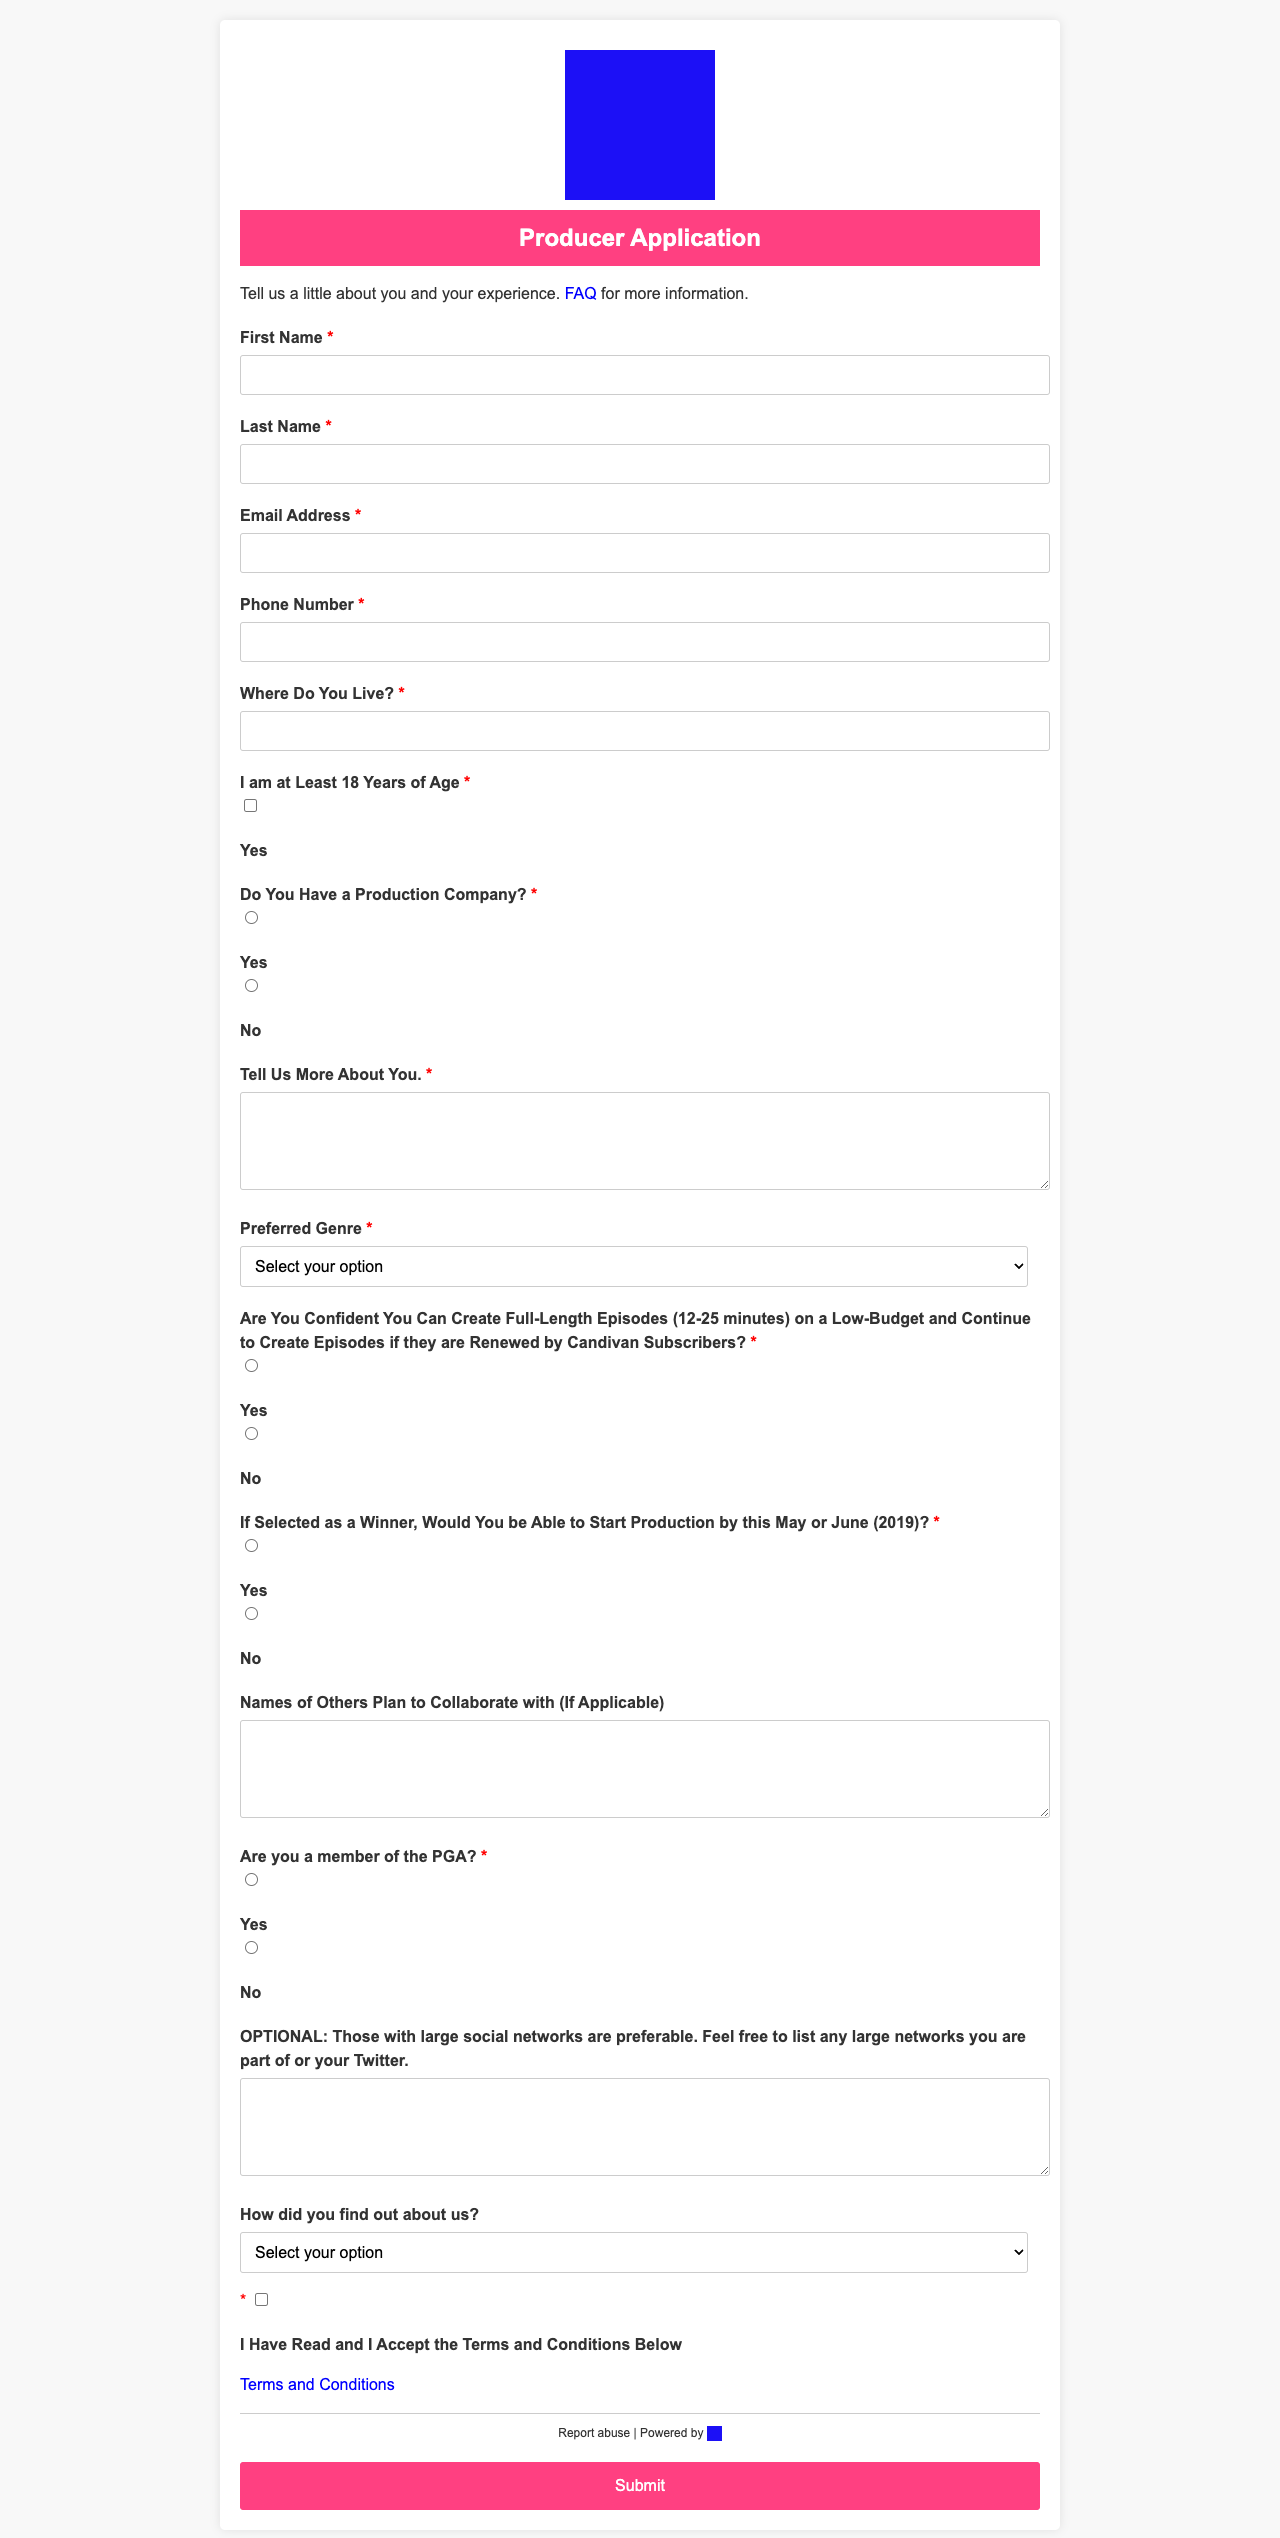 Producer Application
Tell us a little about you and your experience. FAQ for more information.
First Name *
Last Name *
Email Address *
Phone Number *
Where Do You Live? *
I am at Least 18 Years of Age *
Yes
Do You Have a Production Company? *
Yes
No
Tell Us More About You. *
Preferred Genre *
Select your option
Are You Confident You Can Create Full-Length Episodes (12-25 minutes) on a Low-Budget and Continue
to Create Episodes if they are Renewed by Candivan Subscribers? *
Yes
No
If Selected as a Winner, Would You be Able to Start Production by this May or June (2019)? *
Yes
No
Names of Others Plan to Collaborate with (If Applicable)
Are you a member of the PGA? *
Yes
No
OPTIONAL: Those with large social networks are preferable. Feel free to list any large networks you are
part of or your Twitter.
How did you find out about us?
Select your option
*
I Have Read and I Accept the Terms and Conditions Below
Terms and Conditions
Report abuse | Powered by
Submit